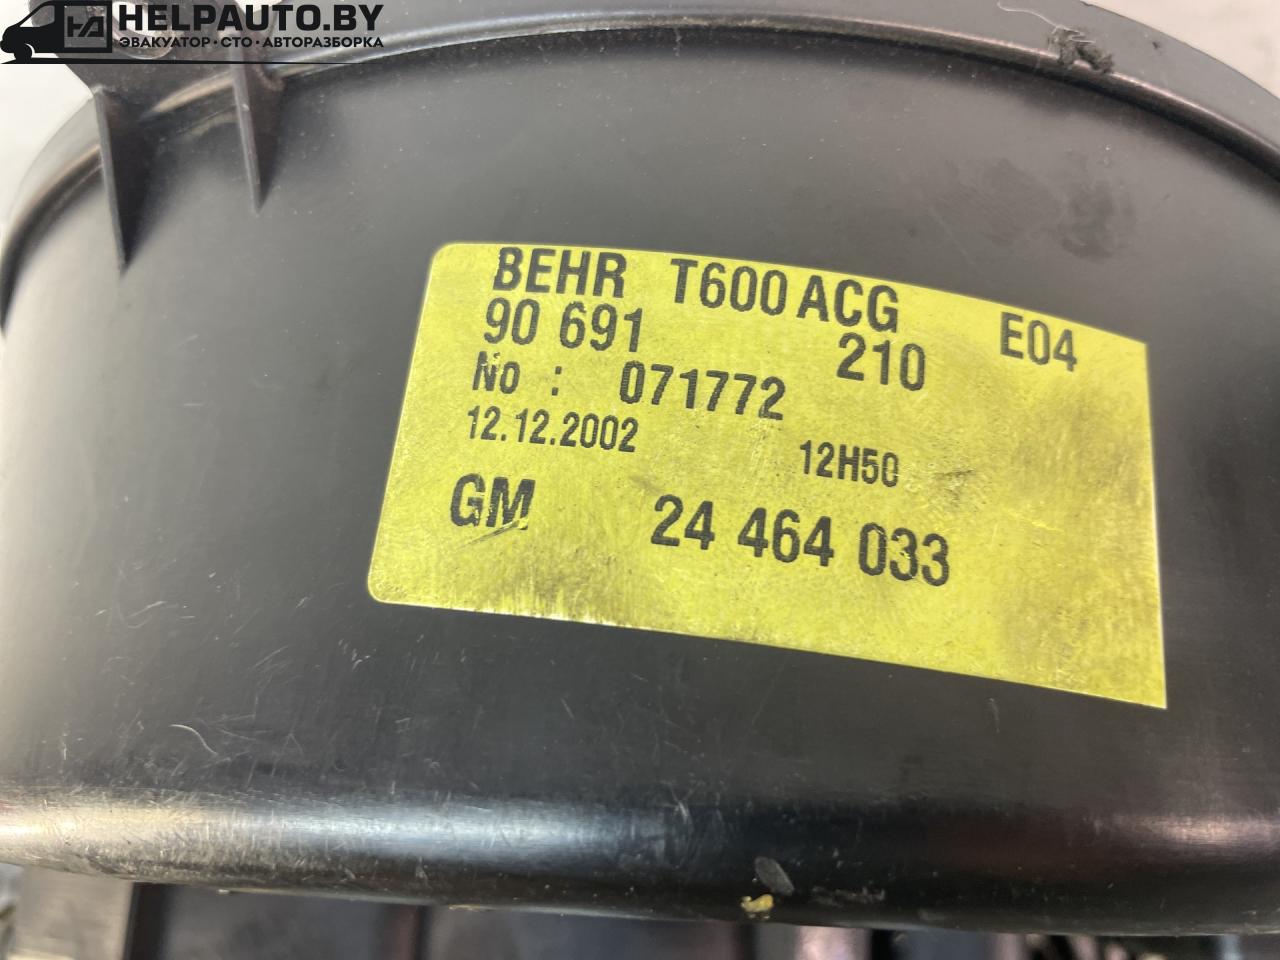 HELPAUTO.BY
ЭВАКУАТОР · СТО · АВТОРАЗБОРКА
HA
BEHR T600 ACG E04
90 691 210
No : 071772
12.12.2002 12H50
GM 24 464 033